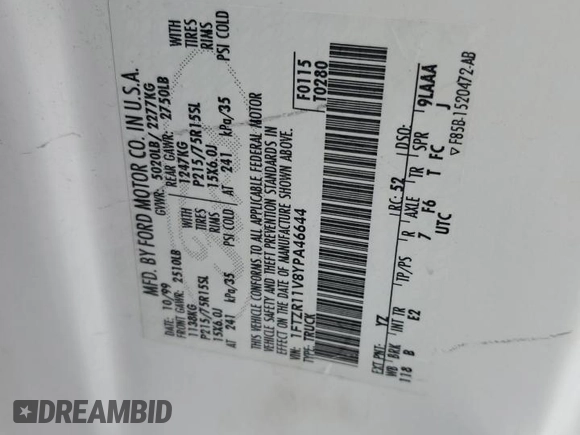 MFD. BY FORD MOTOR CO. IN U.S.A.
DATE: 10/99 GVWR: 5020LB/ 2277KG
FRONT GAWR: 2510LB REAR GAWR: 2750LB
1138KG WITH 1247KG WITH
P215/75R15SL TIRES P215/75R15SL TIRES
15X6.0J RIMS 15X6.0J RIMS
AT 241 kPa/35 PSI COLD AT 241 kPa/35 PSI COLD
THIS VEHICLE CONFORMS TO ALL APPLICABLE FEDERAL MOTOR
VEHICLE SAFETY AND THEFT PREVENTION STANDARDS IN
EFFECT ON THE DATE OF MANUFACTURE SHOWN ABOVE.
VIN: 1FTZR11V8YPA46644 F0115
TYPE: TRUCK T0280
EXT PNT: YZ RC: 52 DSO:
WB BRK INT TR TP/PS R AXLE TR SPR
118 B E2 7 F6 T FC 9LAAA J
UTC ▽ F85B-1520472-AB
DREAMBID